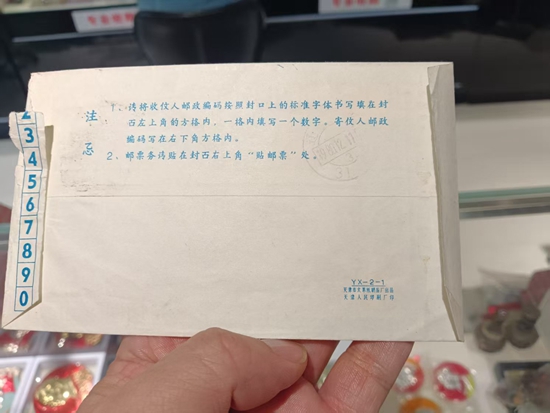 注意
1、请将收伩人邮政编码按照封口上的标准字体书写填在封
面左上角的方格内，一格内填写一个数字。寄伩人邮政
编码写在右下角方格内。
2、邮票务请贴在封面右上角“贴邮票”处。
2
3
4
5
6
7
8
9
0
YX—2—1